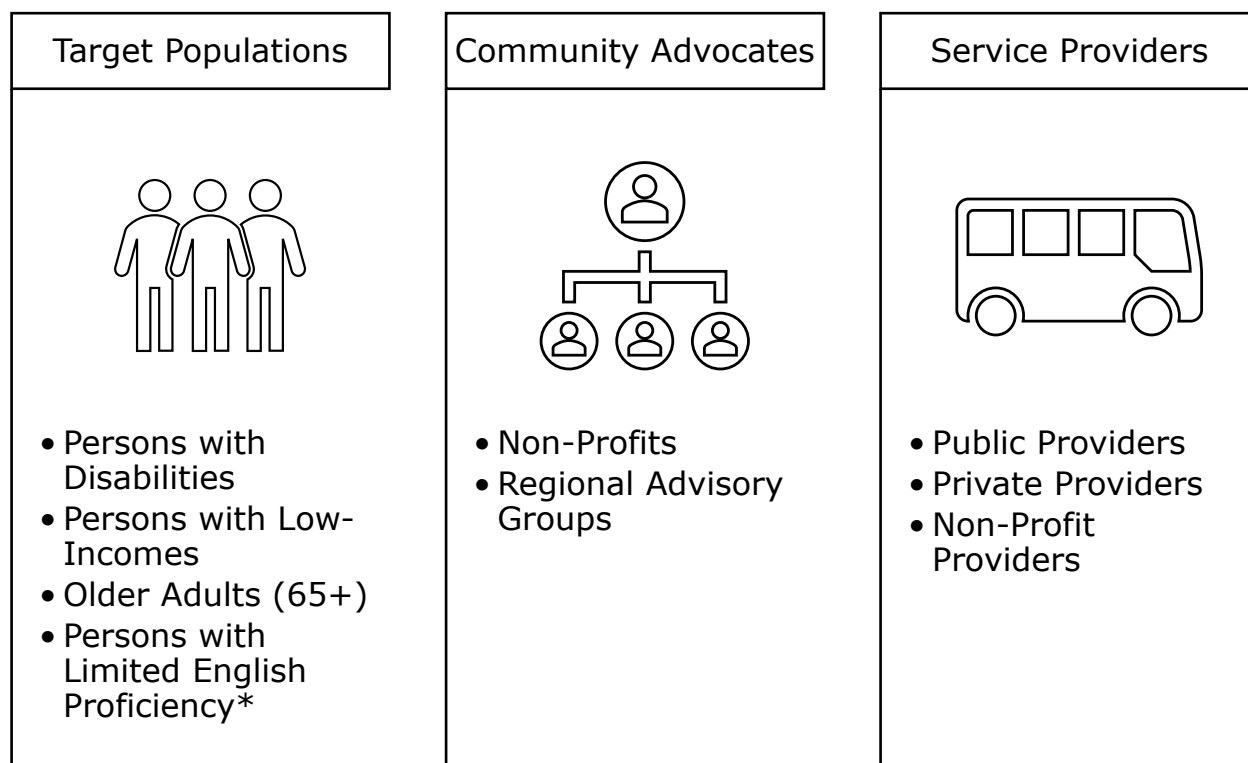 Target Populations
• Persons with
Disabilities
• Persons with Low-
Incomes
• Older Adults (65+)
• Persons with
Limited English
Proficiency*
Community Advocates
• Non-Profits
• Regional Advisory
Groups
Service Providers
• Public Providers
• Private Providers
• Non-Profit
Providers